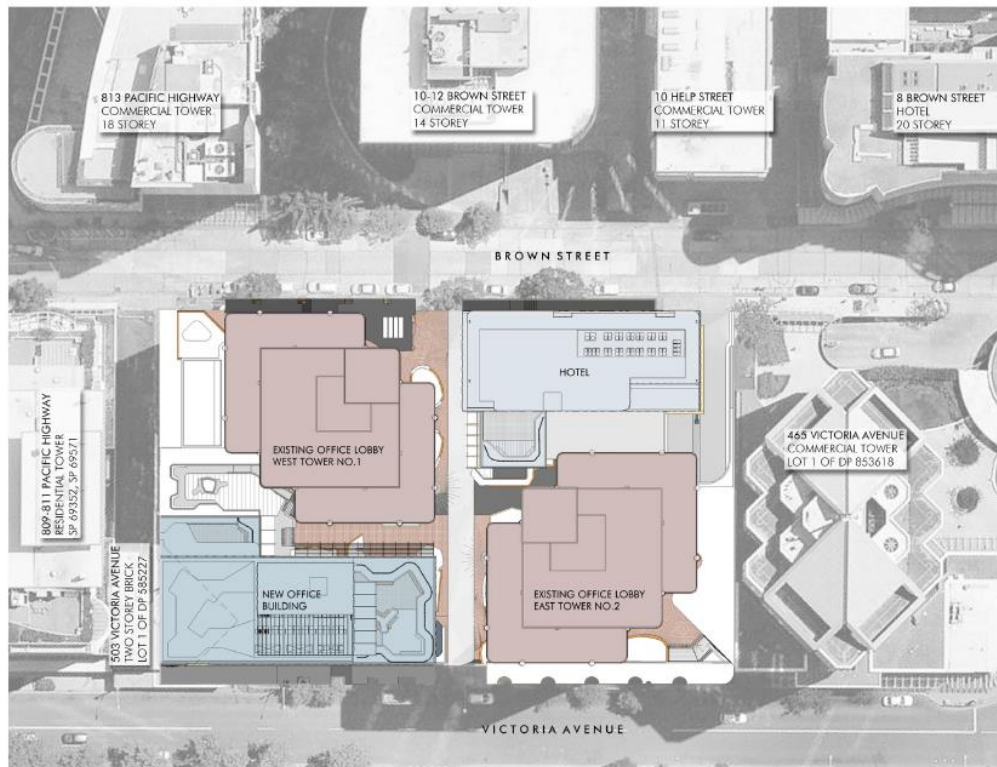 813 PACIFIC HIGHWAY
COMMERCIAL TOWER
18 STOREY
10-12 BROWN STREET
COMMERCIAL TOWER
14 STOREY
10 HELP STREET
COMMERCIAL TOWER
11 STOREY
8 BROWN STREET
HOTEL
20 STOREY
BROWN STREET
HOTEL
EXISTING OFFICE LOBBY
WEST TOWER NO.1
465 VICTORIA AVENUE
COMMERCIAL TOWER
LOT 1 OF DP 853618
809-811 PACIFIC HIGHWAY
RESIDENTIAL TOWER
SP 69352, SP 69571
503 VICTORIA AVENUE
TWO STOREY BRICK
LOT 1 OF DP 585227
NEW OFFICE
BUILDING
EXISTING OFFICE LOBBY
EAST TOWER NO.2
VICTORIA AVENUE